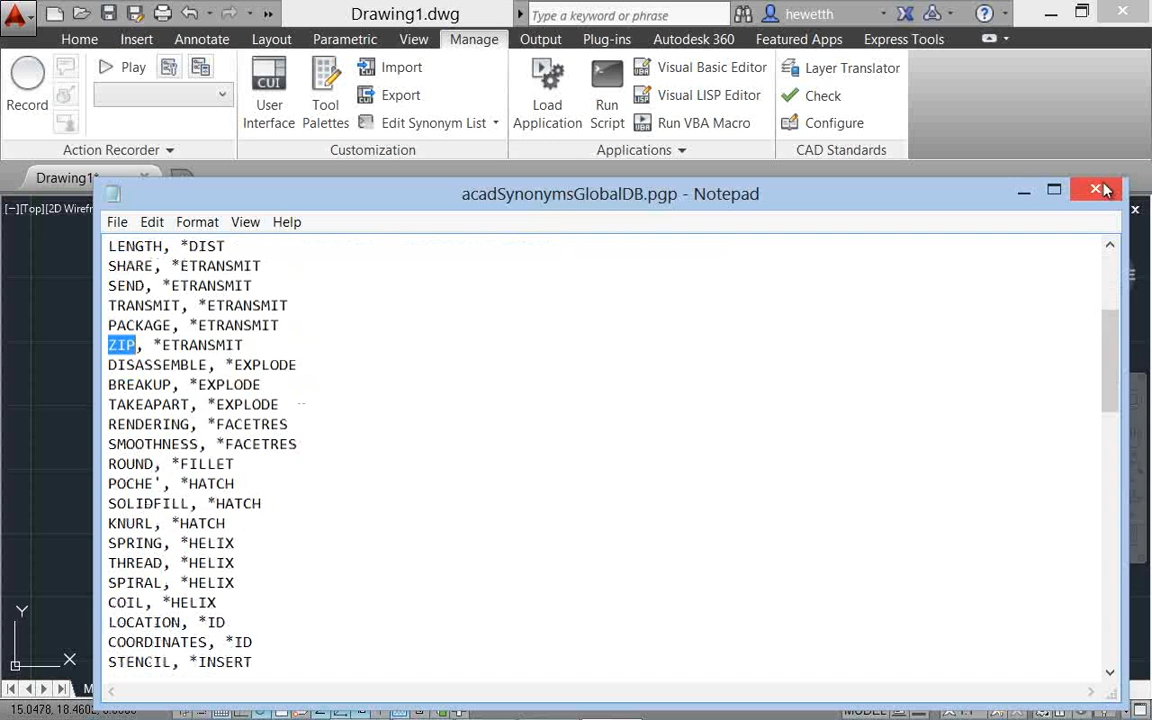 Drawing1.dwg
Type a keyword or phrase
hewetth
Home Insert Annotate Layout Parametric View Manage Output Plug-ins Autodesk 360 Featured Apps Express Tools
Record
Play
Action Recorder
CUI
User Interface
Tool Palettes
Import
Export
Edit Synonym List
Customization
Load Application
Run Script
Visual Basic Editor
Visual LISP Editor
Run VBA Macro
Applications
Layer Translator
Check
Configure
CAD Standards
Drawing1*
[−][Top][2D Wirefr
acadSynonymsGlobalDB.pgp - Notepad
File Edit Format View Help
LENGTH, *DIST
SHARE, *ETRANSMIT
SEND, *ETRANSMIT
TRANSMIT, *ETRANSMIT
PACKAGE, *ETRANSMIT
ZIP, *ETRANSMIT
DISASSEMBLE, *EXPLODE
BREAKUP, *EXPLODE
TAKEAPART, *EXPLODE
RENDERING, *FACETRES
SMOOTHNESS, *FACETRES
ROUND, *FILLET
POCHE', *HATCH
SOLIDFILL, *HATCH
KNURL, *HATCH
SPRING, *HELIX
THREAD, *HELIX
SPIRAL, *HELIX
COIL, *HELIX
LOCATION, *ID
COORDINATES, *ID
STENCIL, *INSERT
Y
X
M